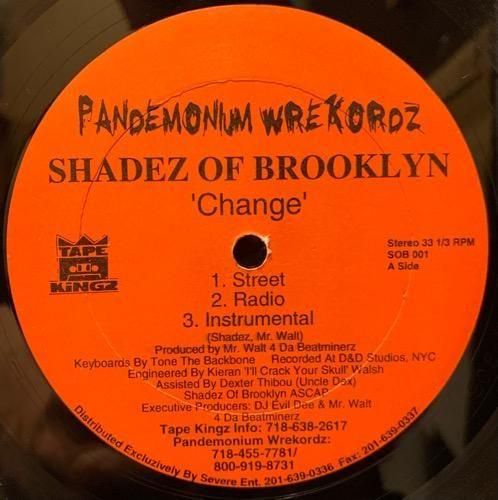 PANDEMONIUM WREKORDZ
SHADEZ OF BROOKLYN
'Change'
TAPE
KINGZ
Stereo 33 1/3 RPM
SOB 001
A Side
1. Street
2. Radio
3. Instrumental
(Shadez, Mr. Walt)
Produced by Mr. Walt 4 Da Beatminerz
Keyboards By Tone The Backbone Recorded At D&D Studios, NYC
Engineered By Kieran 'I'll Crack Your Skull' Walsh
Assisted By Dexter Thibou (Uncle Dex)
Shadez Of Brooklyn ASCAP
Executive Producers: DJ Evil Dee & Mr. Walt
4 Da Beatminerz
Tape Kingz Info: 718-638-2617
Pandemonium Wrekordz:
718-455-7781/
800-919-8731
Distributed Exclusively By Severe Ent. 201-639-0336 Fax: 201-639-0337